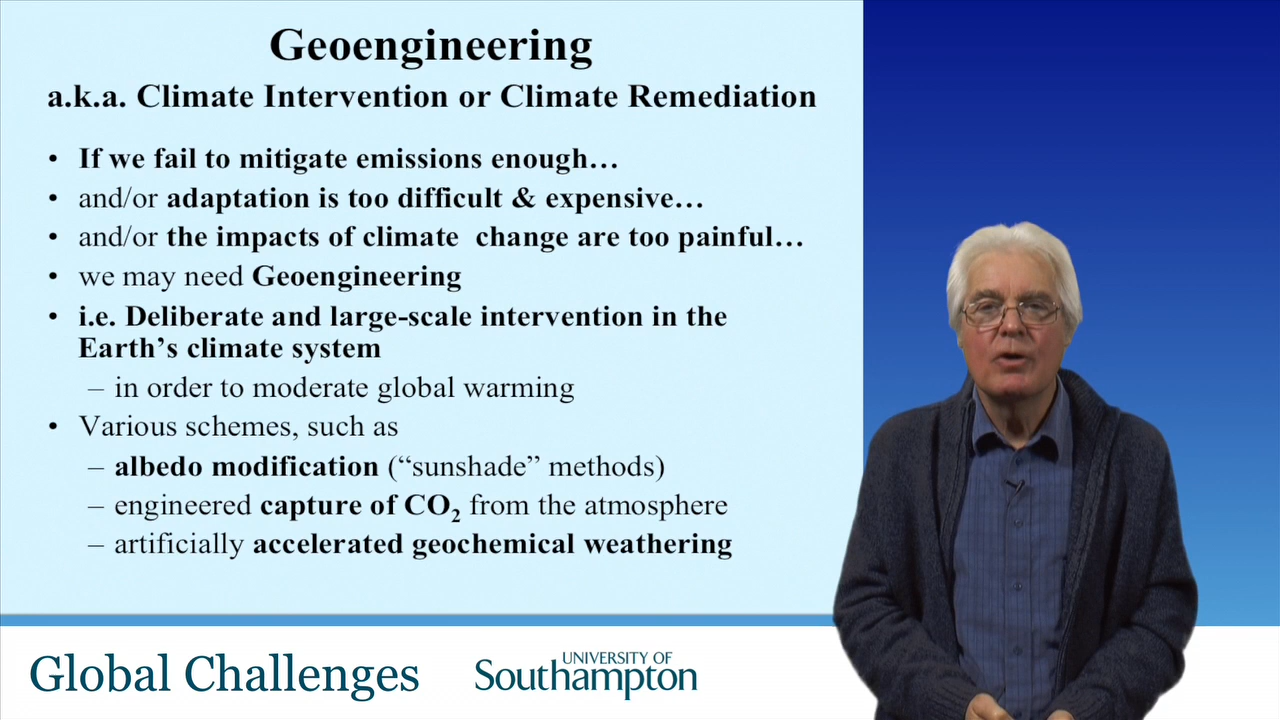 Geoengineering
a.k.a. Climate Intervention or Climate Remediation
• If we fail to mitigate emissions enough…
• and/or adaptation is too difficult & expensive…
• and/or the impacts of climate change are too painful…
• we may need Geoengineering
• i.e. Deliberate and large-scale intervention in the
Earth's climate system
– in order to moderate global warming
• Various schemes, such as
– albedo modification (“sunshade” methods)
– engineered capture of CO₂ from the atmosphere
– artificially accelerated geochemical weathering
Global Challenges
UNIVERSITY OF
Southampton